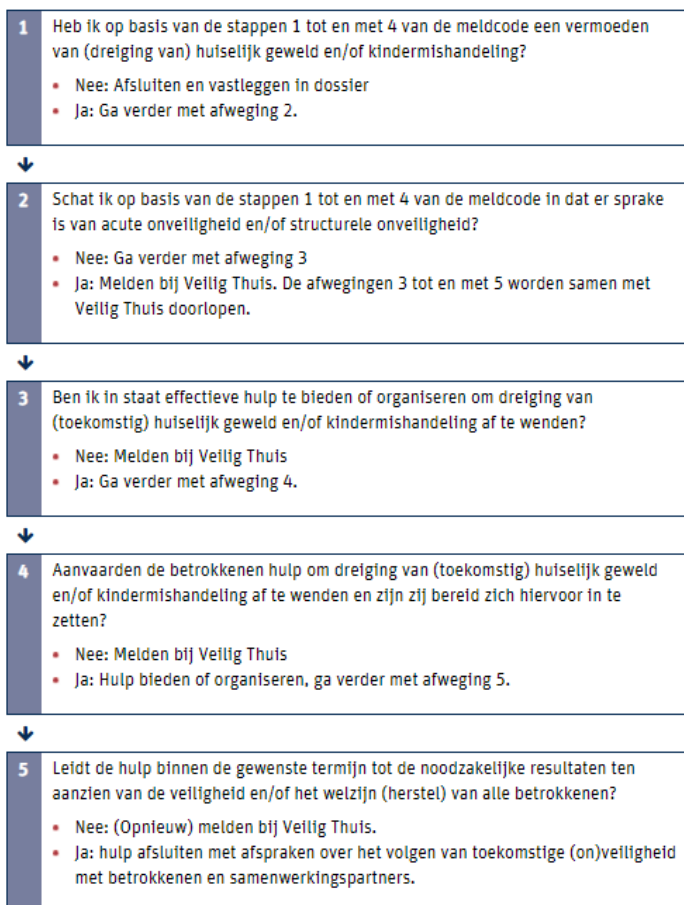 1 Heb ik op basis van de stappen 1 tot en met 4 van de meldcode een vermoeden
van (dreiging van) huiselijk geweld en/of kindermishandeling?
• Nee: Afsluiten en vastleggen in dossier
• Ja: Ga verder met afweging 2.
2 Schat ik op basis van de stappen 1 tot en met 4 van de meldcode in dat er sprake
is van acute onveiligheid en/of structurele onveiligheid?
• Nee: Ga verder met afweging 3
• Ja: Melden bij Veilig Thuis. De afwegingen 3 tot en met 5 worden samen met
Veilig Thuis doorlopen.
3 Ben ik in staat effectieve hulp te bieden of organiseren om dreiging van
(toekomstig) huiselijk geweld en/of kindermishandeling af te wenden?
• Nee: Melden bij Veilig Thuis
• Ja: Ga verder met afweging 4.
4 Aanvaarden de betrokkenen hulp om dreiging van (toekomstig) huiselijk geweld
en/of kindermishandeling af te wenden en zijn zij bereid zich hiervoor in te
zetten?
• Nee: Melden bij Veilig Thuis
• Ja: Hulp bieden of organiseren, ga verder met afweging 5.
5 Leidt de hulp binnen de gewenste termijn tot de noodzakelijke resultaten ten
aanzien van de veiligheid en/of het welzijn (herstel) van alle betrokkenen?
• Nee: (Opnieuw) melden bij Veilig Thuis.
• Ja: hulp afsluiten met afspraken over het volgen van toekomstige (on)veiligheid
met betrokkenen en samenwerkingspartners.